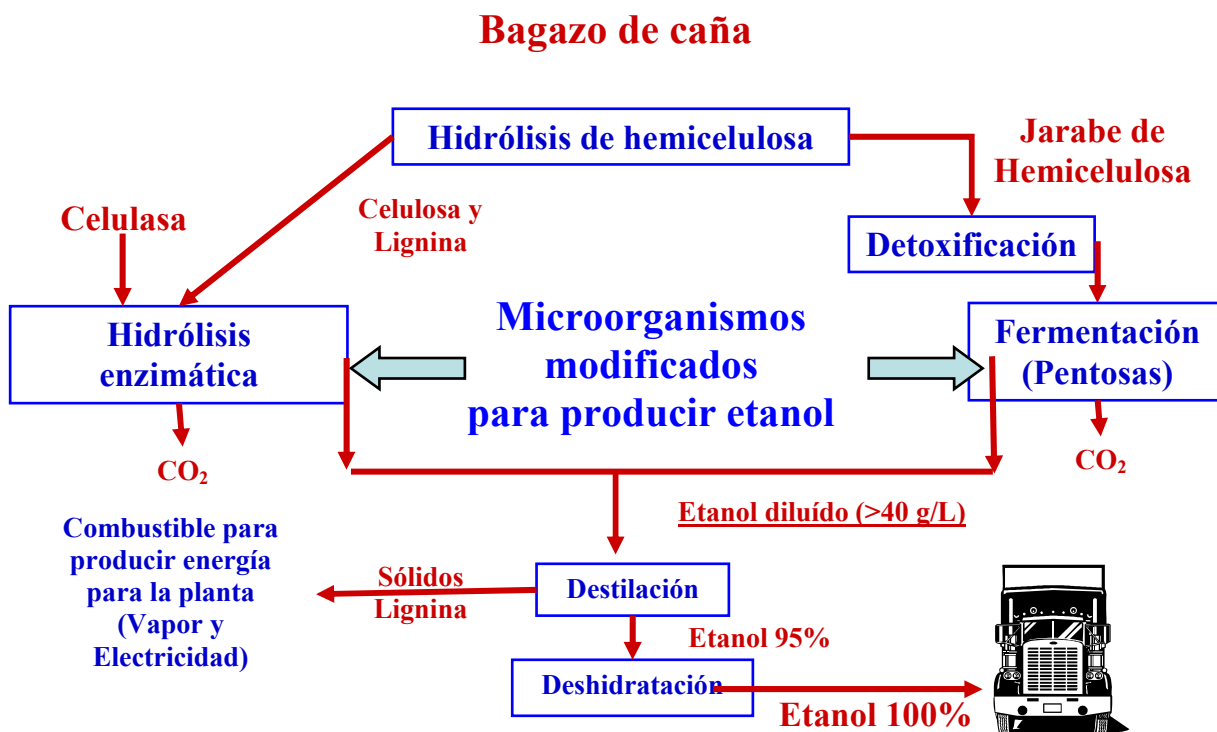 Bagazo de caña
Hidrólisis de hemicelulosa
Jarabe de
Hemicelulosa
Celulasa
Celulosa y
Lignina
Detoxificación
Hidrólisis
enzimática
Microorganismos
modificados
para producir etanol
Fermentación
(Pentosas)
CO₂
CO₂
Etanol diluído (>40 g/L)
Combustible para
producir energía
para la planta
(Vapor y
Electricidad)
Sólidos
Lignina
Destilación
Etanol 95%
Deshidratación
Etanol 100%